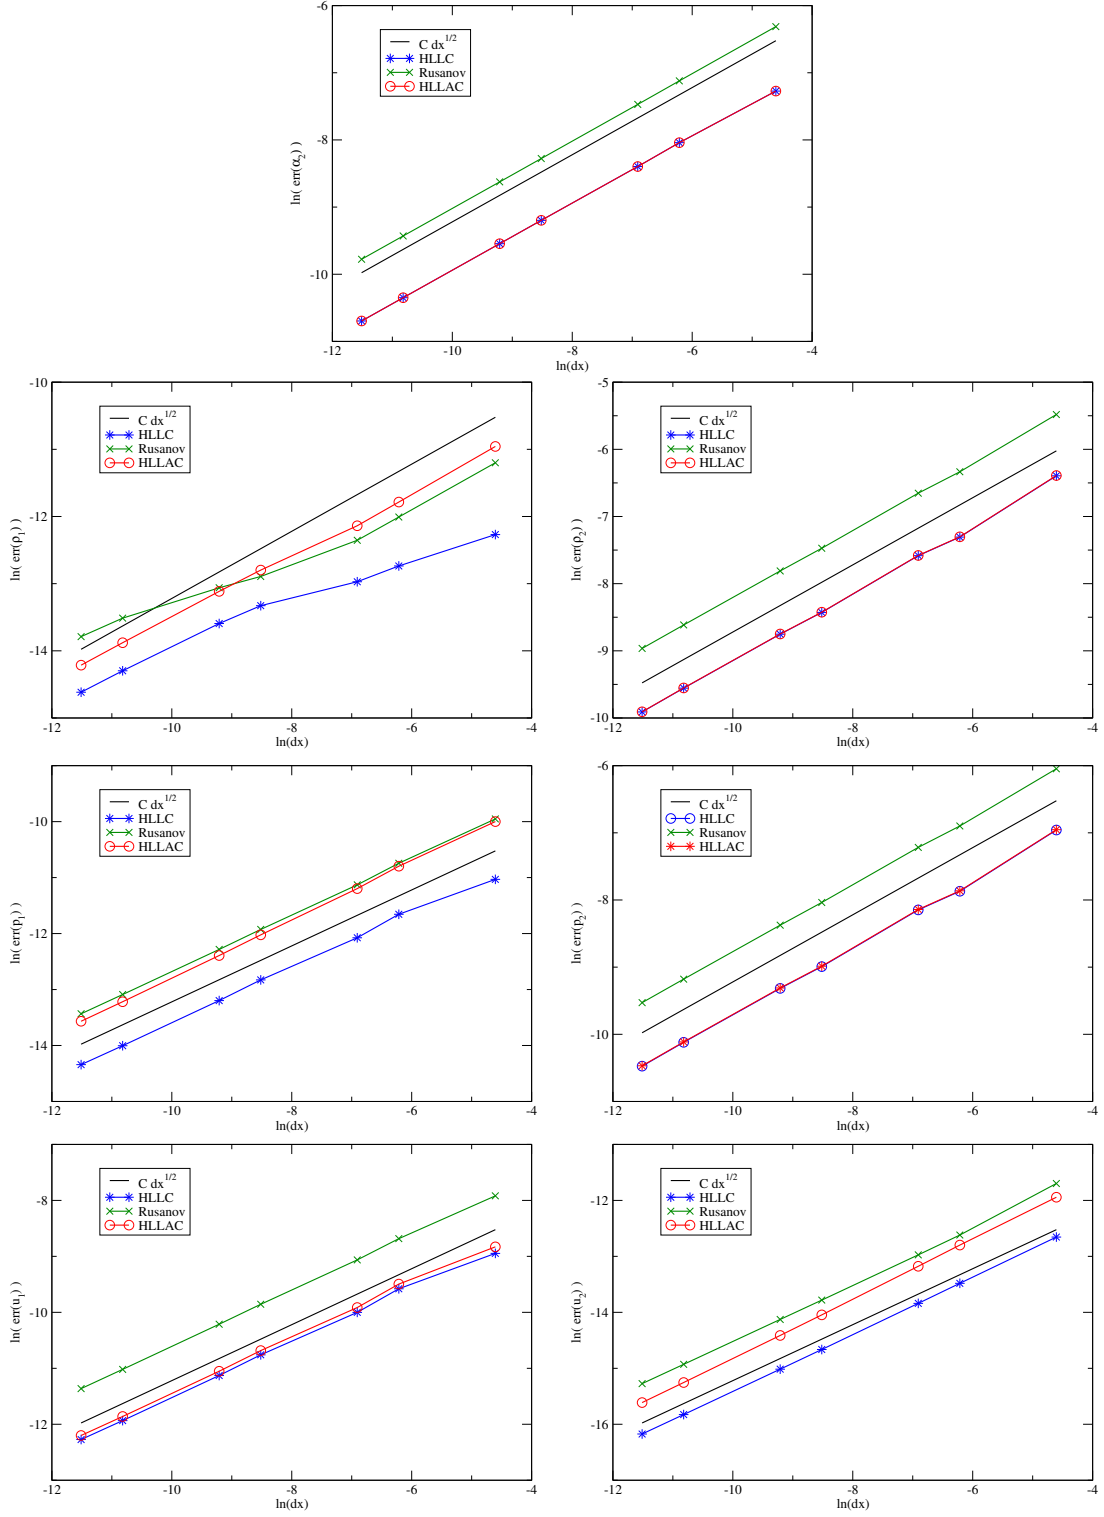 -6
C dx1/2
HLLC
Rusanov
HLLAC
-8
ln( err(α2) )
-10
-12 -10 -8 -6 -4
ln(dx)
-10
C dx1/2
HLLC
Rusanov
HLLAC
-12
ln( err(ρ1) )
-14
-12 -10 -8 -6 -4
ln(dx)
-5
C dx1/2
HLLC
Rusanov
HLLAC
-6
-7
ln( err(ρ2) )
-8
-9
-10
-12 -10 -8 -6 -4
ln(dx)
C dx1/2
HLLC
Rusanov
HLLAC
-10
ln( err(p1) )
-12
-14
-12 -10 -8 -6 -4
ln(dx)
-6
C dx1/2
HLLC
Rusanov
HLLAC
-8
ln( err(p2) )
-10
-12 -10 -8 -6 -4
ln(dx)
C dx1/2
HLLC
Rusanov
HLLAC
-8
ln( err(u1) )
-10
-12
-12 -10 -8 -6 -4
ln(dx)
C dx1/2
HLLC
Rusanov
HLLAC
-12
ln( err(u2) )
-14
-16
-12 -10 -8 -6 -4
ln(dx)